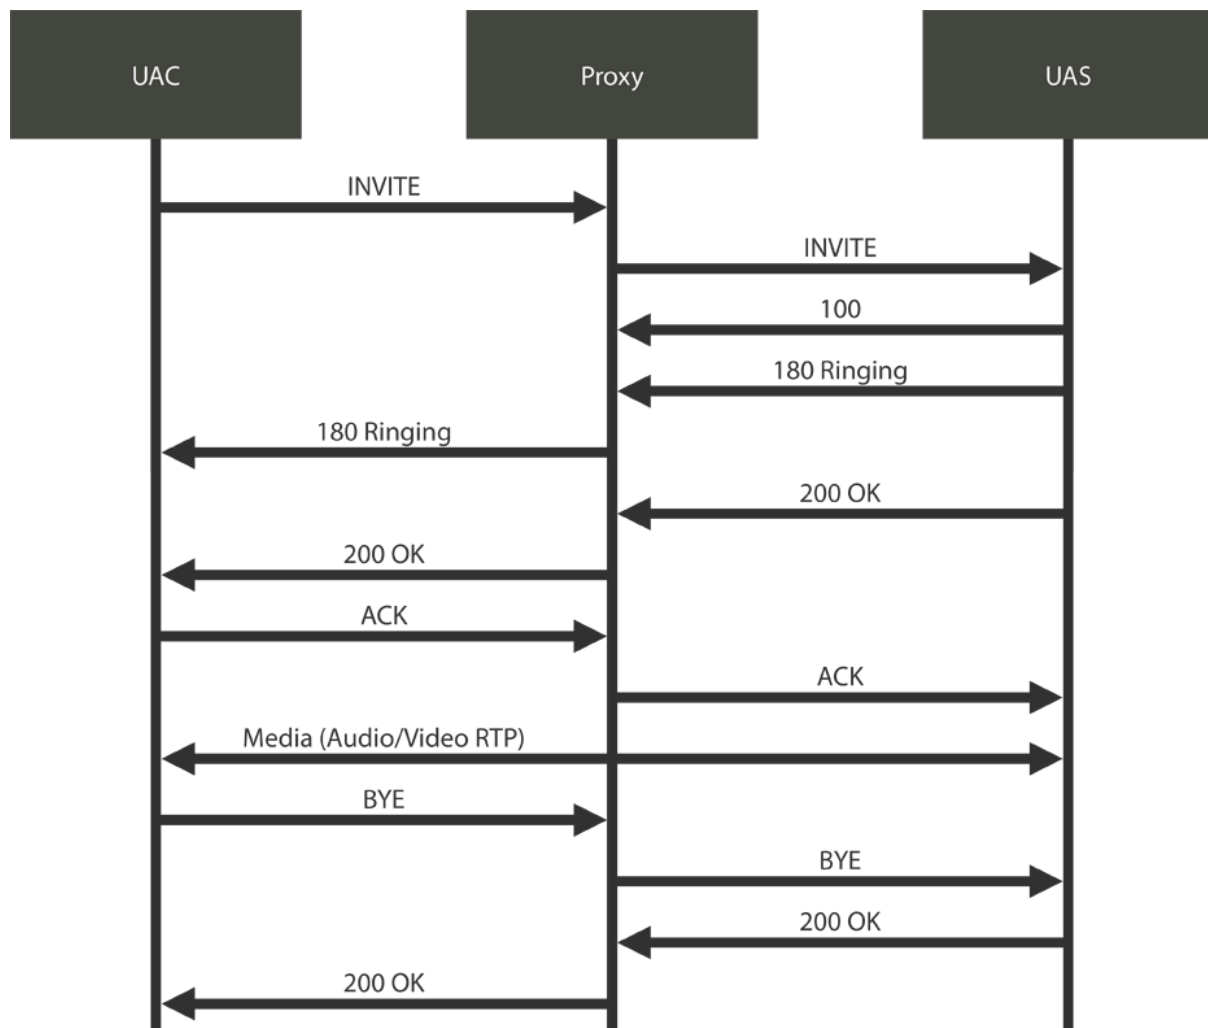 UAC
Proxy
UAS
INVITE
INVITE
100
180 Ringing
180 Ringing
200 OK
200 OK
ACK
ACK
Media (Audio/Video RTP)
BYE
BYE
200 OK
200 OK